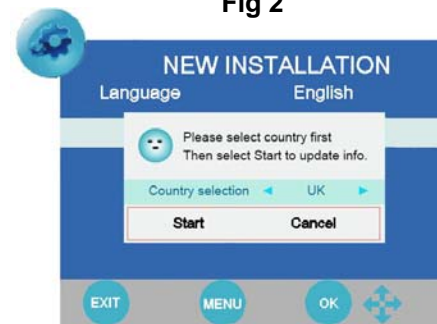 Fig 2
NEW INSTALLATION
Language English
Please select country first
Then select Start to update info.
Country selection UK
Start Cancel
EXIT MENU OK